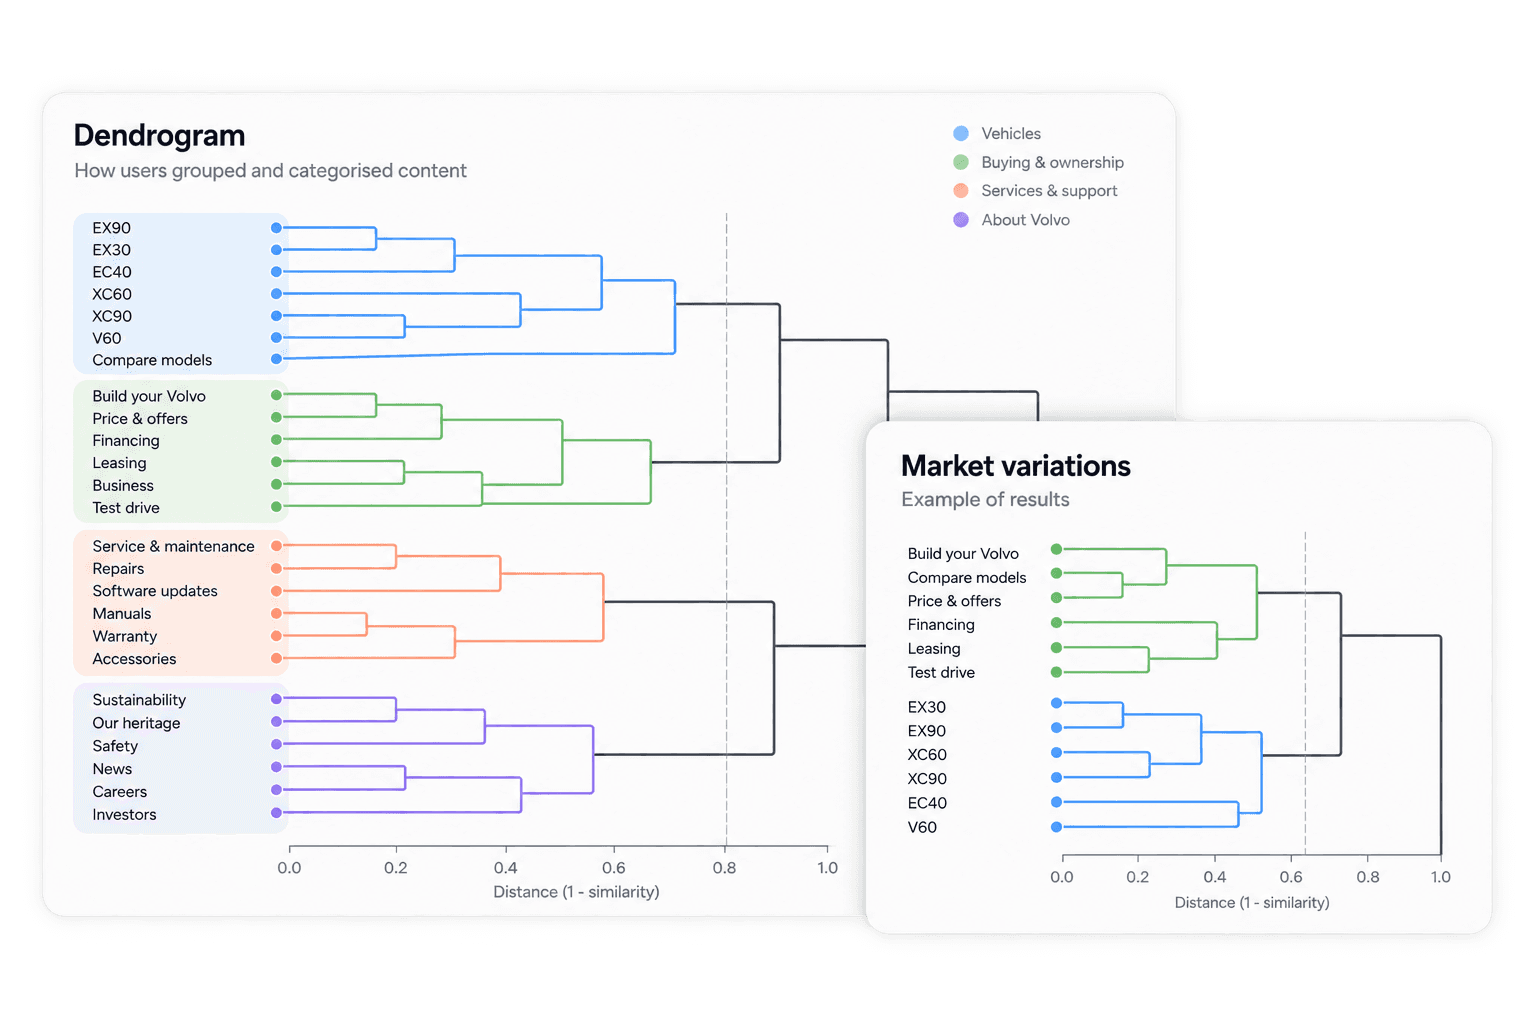 Dendrogram
How users grouped and categorised content
Vehicles
Buying & ownership
Services & support
About Volvo
EX90
EX30
EC40
XC60
XC90
V60
Compare models
Build your Volvo
Price & offers
Financing
Leasing
Business
Test drive
Service & maintenance
Repairs
Software updates
Manuals
Warranty
Accessories
Sustainability
Our heritage
Safety
News
Careers
Investors
0.0 0.2 0.4 0.6 0.8 1.0
Distance (1 - similarity)
Market variations
Example of results
Build your Volvo
Compare models
Price & offers
Financing
Leasing
Test drive
EX30
EX90
XC60
XC90
EC40
V60
0.0 0.2 0.4 0.6 0.8 1.0
Distance (1 - similarity)